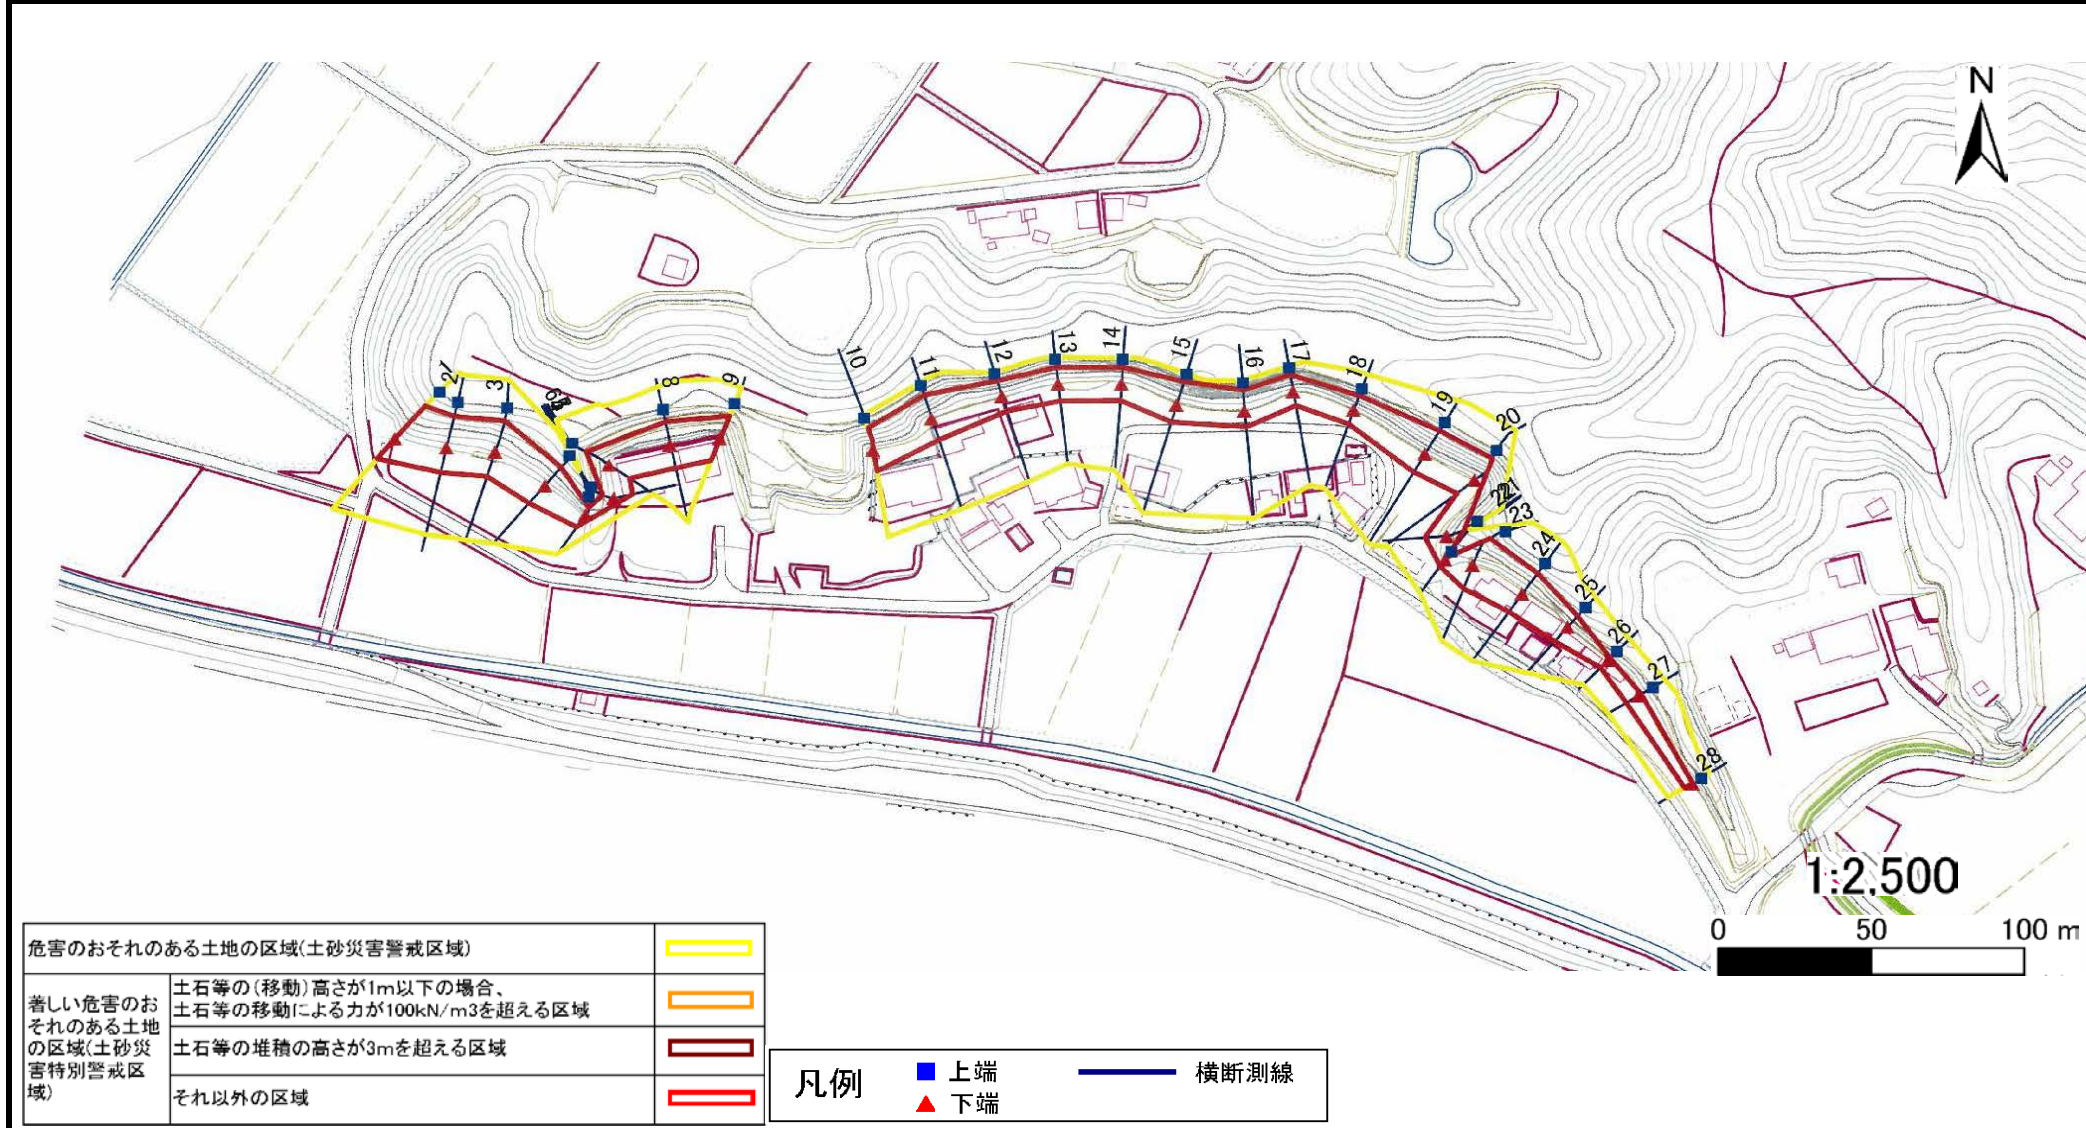 N
1
2
3
8
9
10
11
12
13
14
15
16
17
18
19
20
22
21
23
24
25
26
27
28
1:2,500
0 50 100 m
危害のおそれのある土地の区域(土砂災害警戒区域)
著しい危害のおそれのある土地の区域(土砂災害特別警戒区域)
土石等の(移動)高さが1m以下の場合、
土石等の移動による力が100kN/m3を超える区域
土石等の堆積の高さが3mを超える区域
それ以外の区域
凡例
上端
下端
横断測線